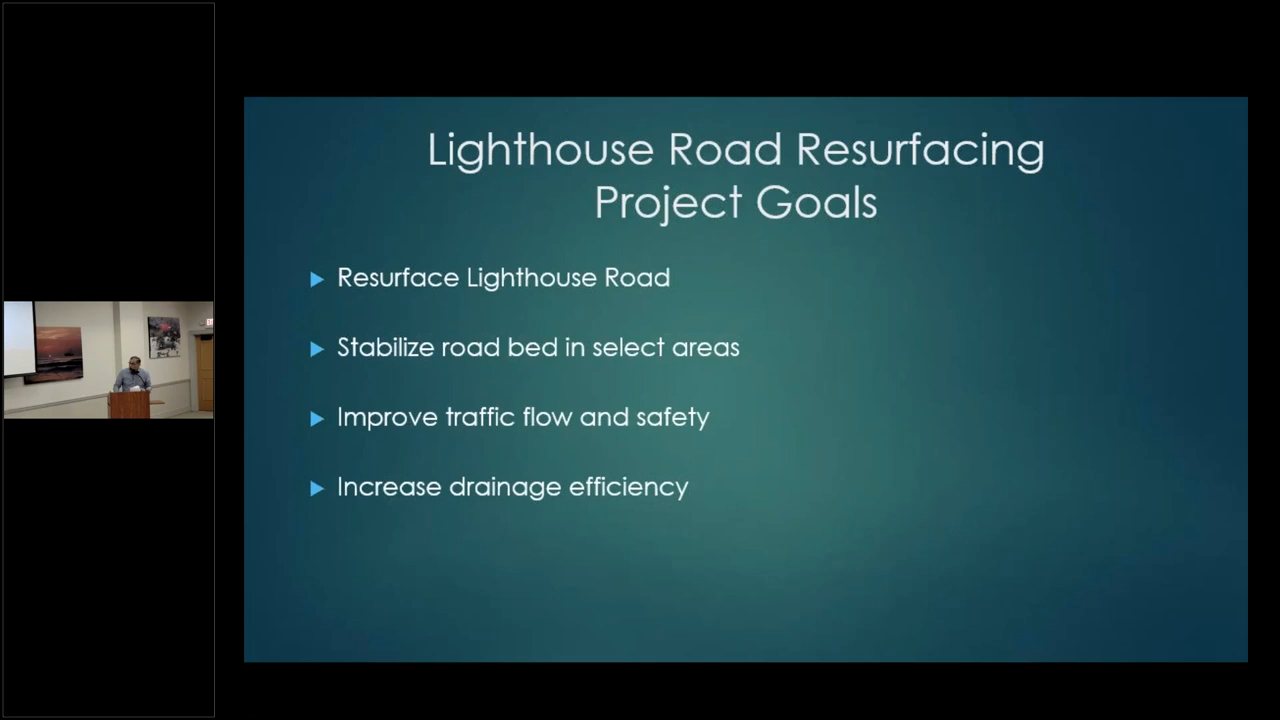 Lighthouse Road Resurfacing
Project Goals
Resurface Lighthouse Road
Stabilize road bed in select areas
Improve traffic flow and safety
Increase drainage efficiency